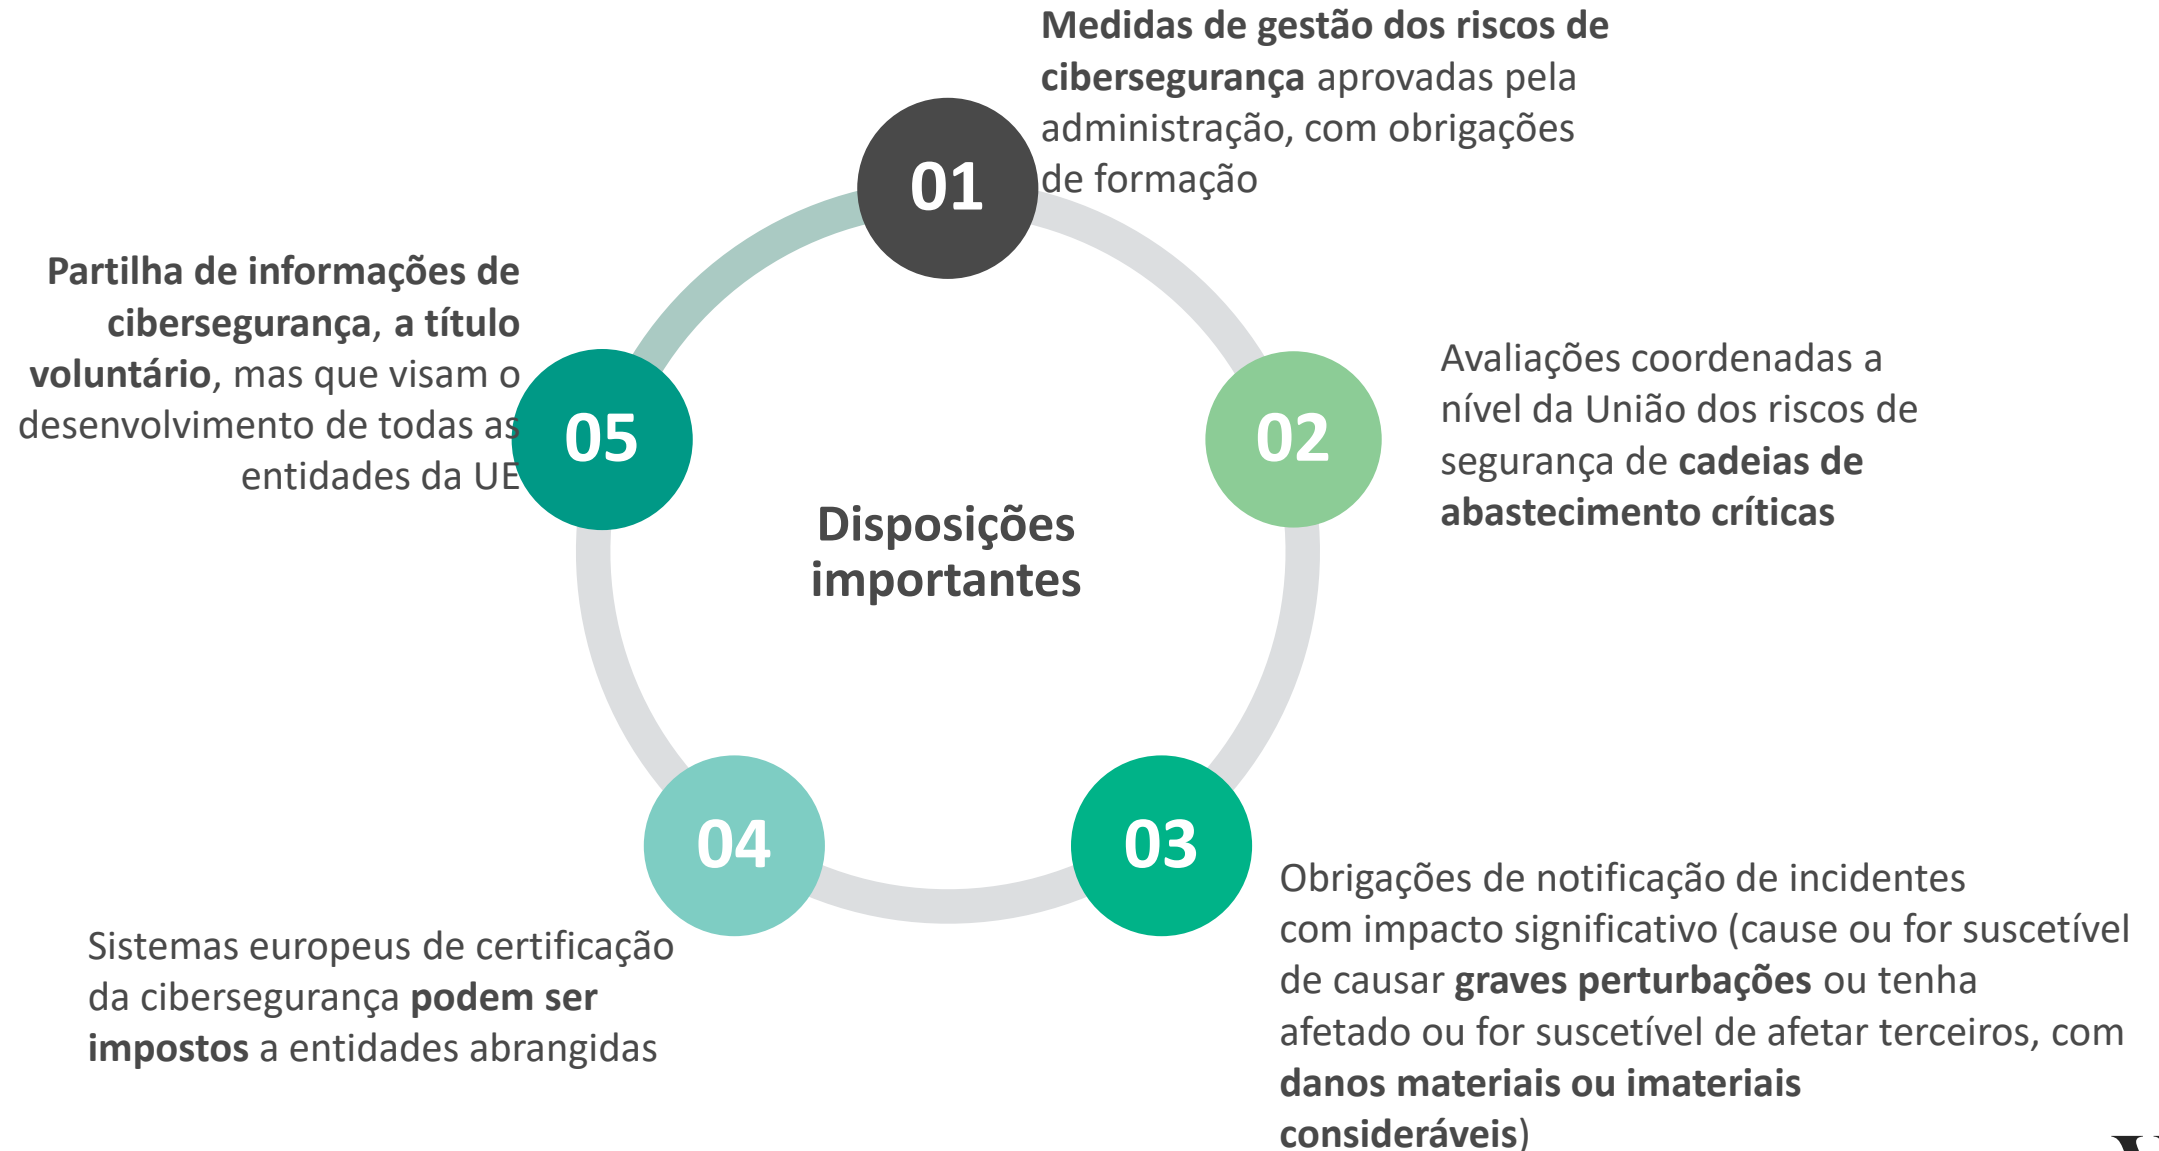 01
Medidas de gestão dos riscos de
cibersegurança aprovadas pela
administração, com obrigações
de formação
02
Avaliações coordenadas a
nível da União dos riscos de
segurança de cadeias de
abastecimento críticas
03
Obrigações de notificação de incidentes
com impacto significativo (cause ou for suscetível
de causar graves perturbações ou tenha
afetado ou for suscetível de afetar terceiros, com
danos materiais ou imateriais
consideráveis)
04
Sistemas europeus de certificação
da cibersegurança podem ser
impostos a entidades abrangidas
05
Partilha de informações de
cibersegurança, a título
voluntário, mas que visam o
desenvolvimento de todas as
entidades da UE
Disposições
importantes